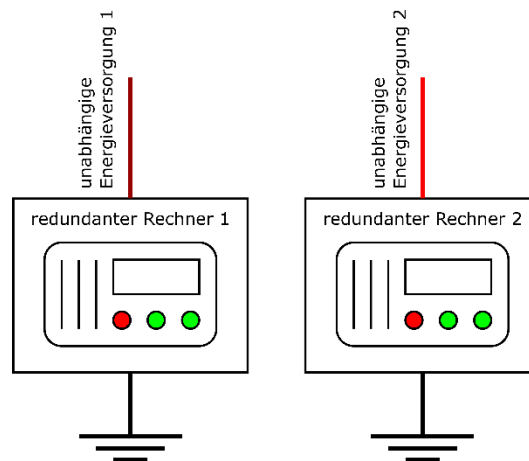 unabhängige
Energieversorgung 1
unabhängige
Energieversorgung 2
redundanter Rechner 1
redundanter Rechner 2